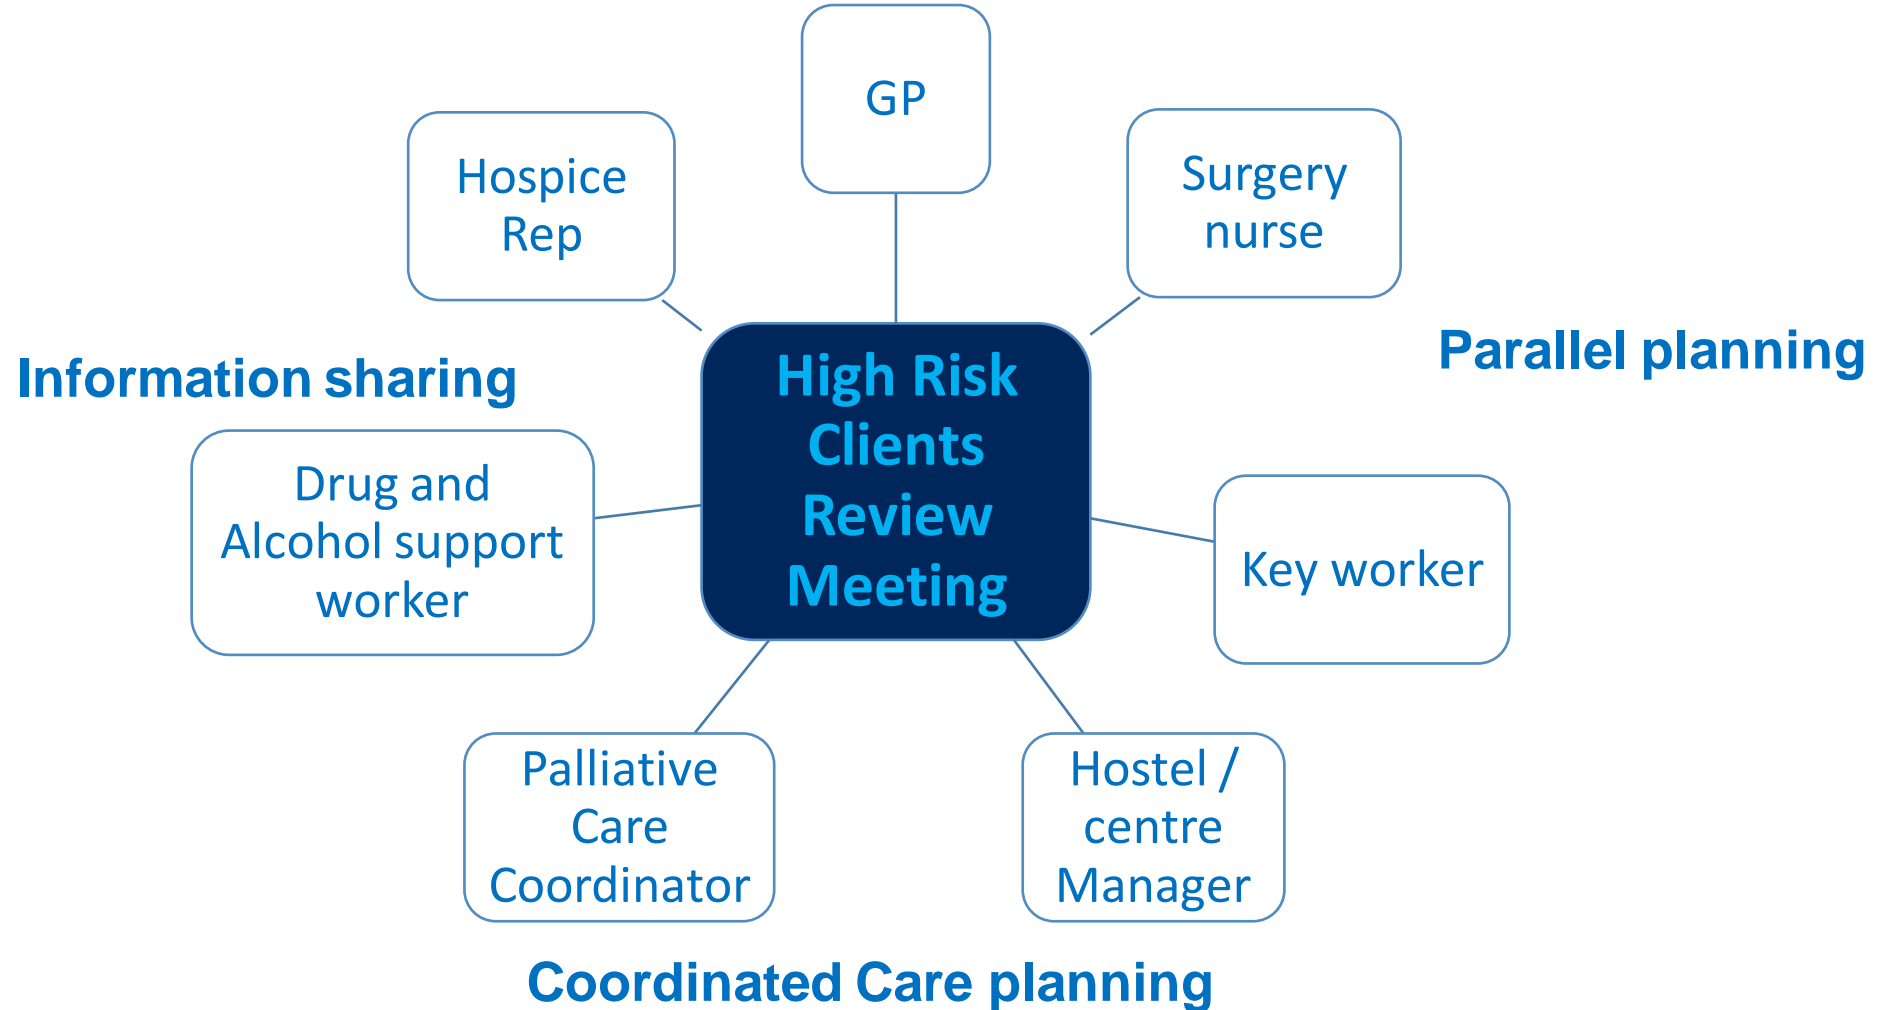 GP
Hospice
Rep
Surgery
nurse
Information sharing
High Risk
Clients
Review
Meeting
Parallel planning
Drug and
Alcohol support
worker
Key worker
Palliative
Care
Coordinator
Hostel /
centre
Manager
Coordinated Care planning